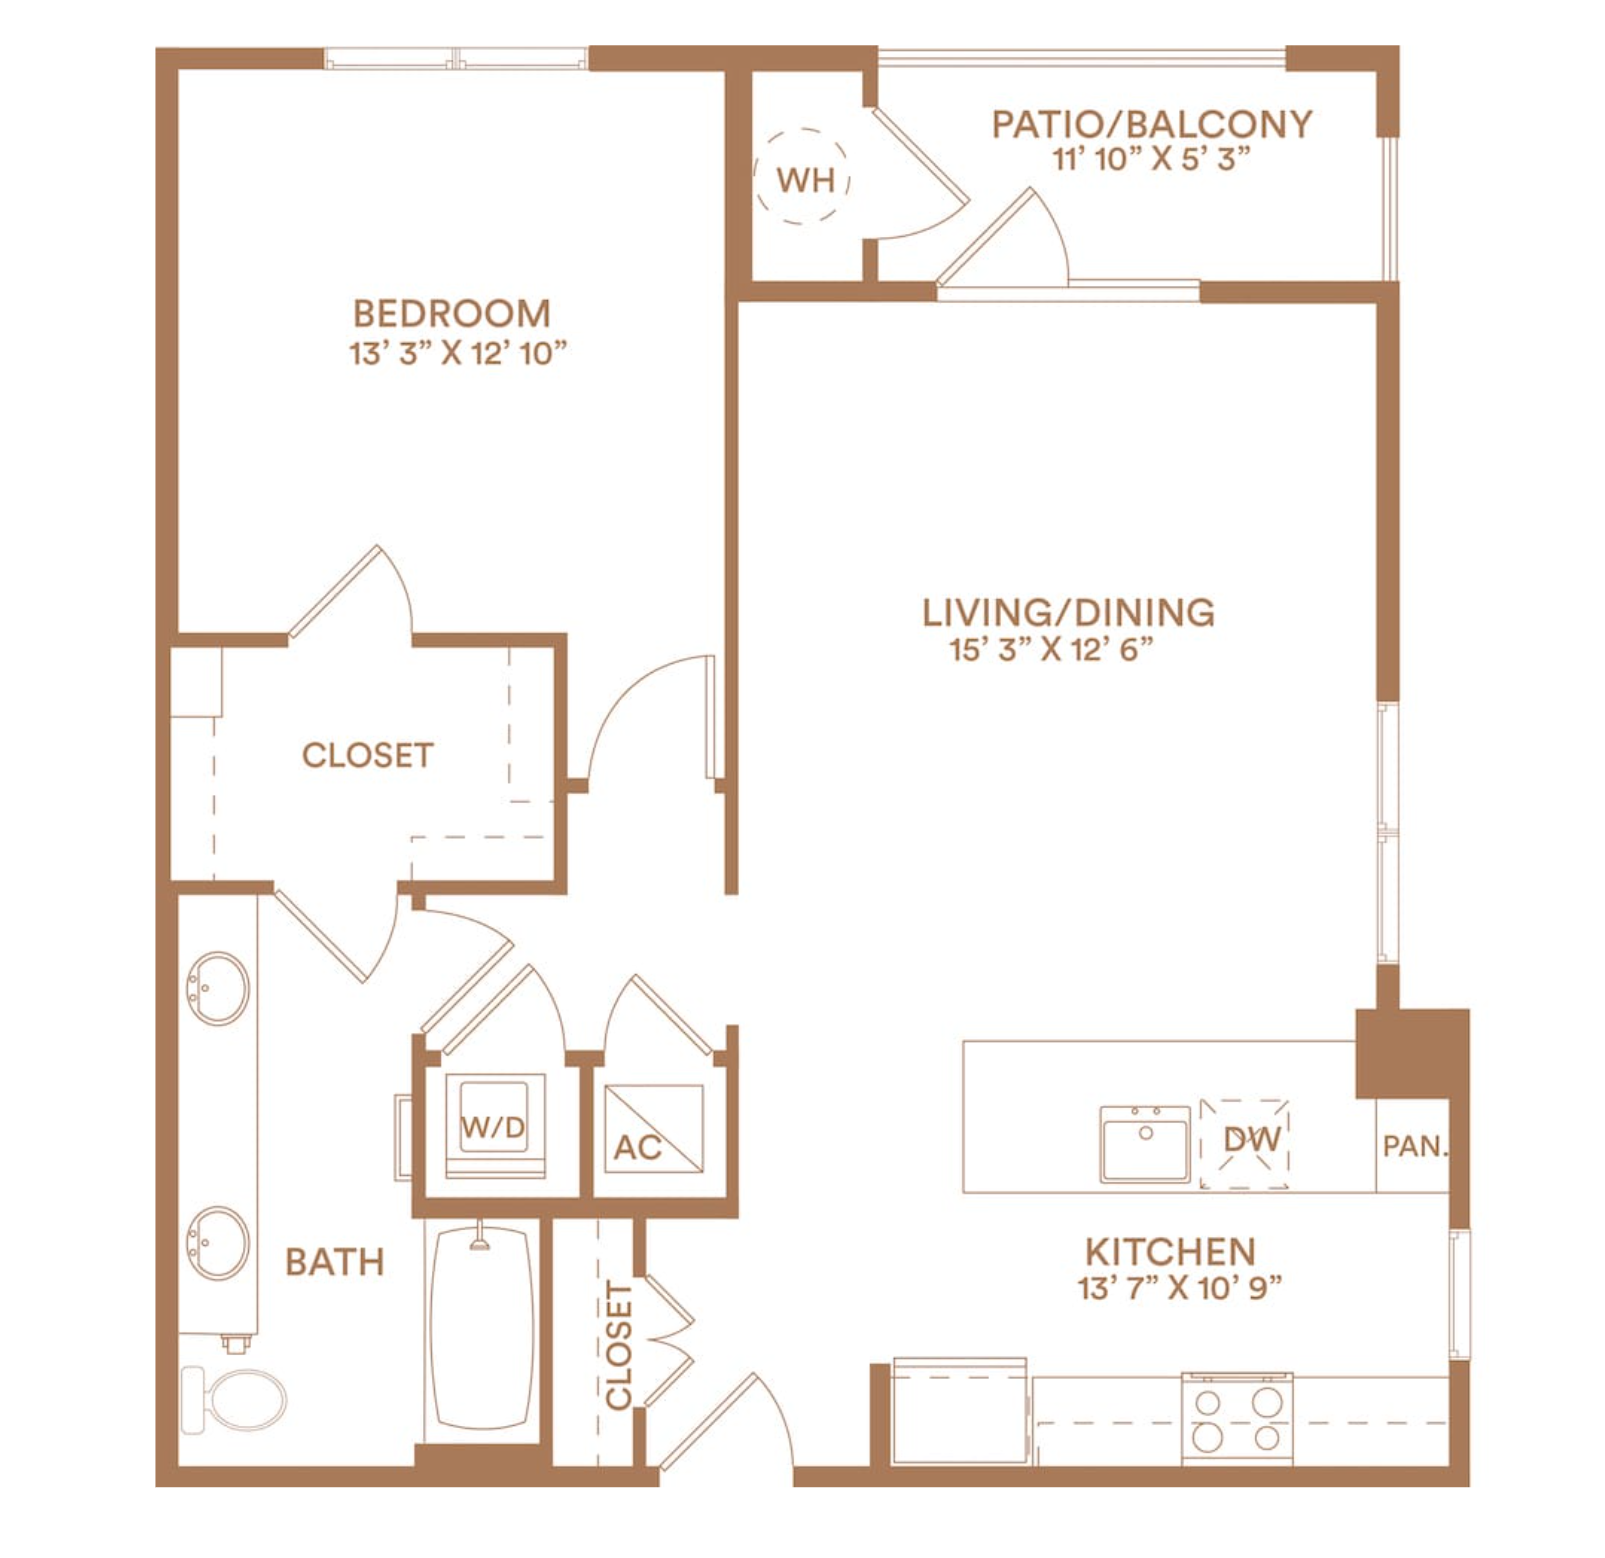 PATIO/BALCONY
11’ 10” X 5’ 3”
WH
BEDROOM
13’ 3” X 12’ 10”
LIVING/DINING
15’ 3” X 12’ 6”
CLOSET
W/D
AC
DW
PAN.
BATH
CLOSET
KITCHEN
13’ 7” X 10’ 9”